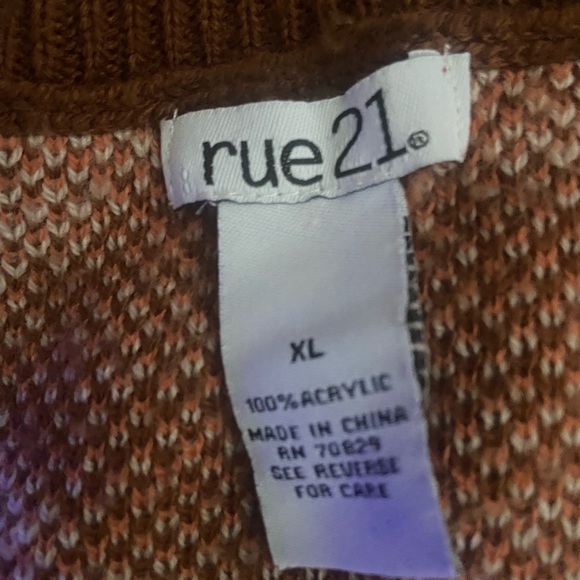 rue21®
XL
100% ACRYLIC
MADE IN CHINA
RN 70829
SEE REVERSE
FOR CARE